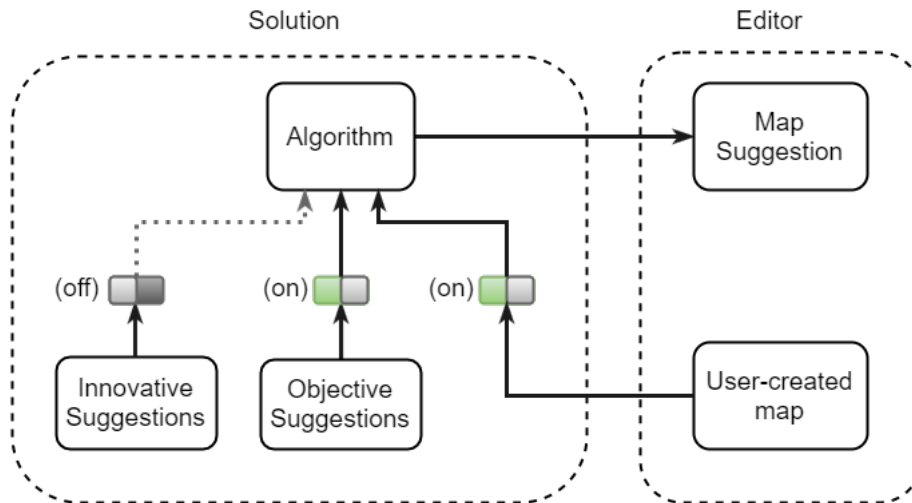 Solution
Editor
Algorithm
Map
Suggestion
(off)
(on)
(on)
Innovative
Suggestions
Objective
Suggestions
User-created
map